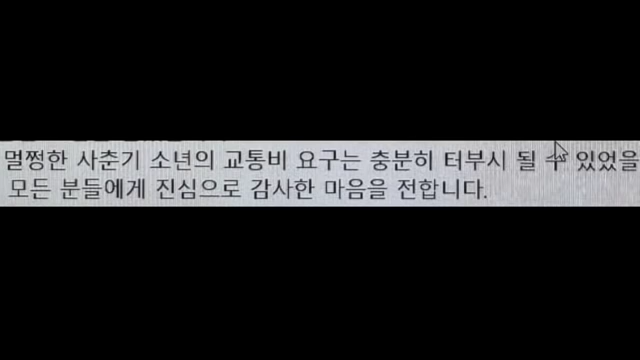 멀쩡한 사춘기 소년의 교통비 요구는 충분히 터부시 될 수 있었을
모든 분들에게 진심으로 감사한 마음을 전합니다.